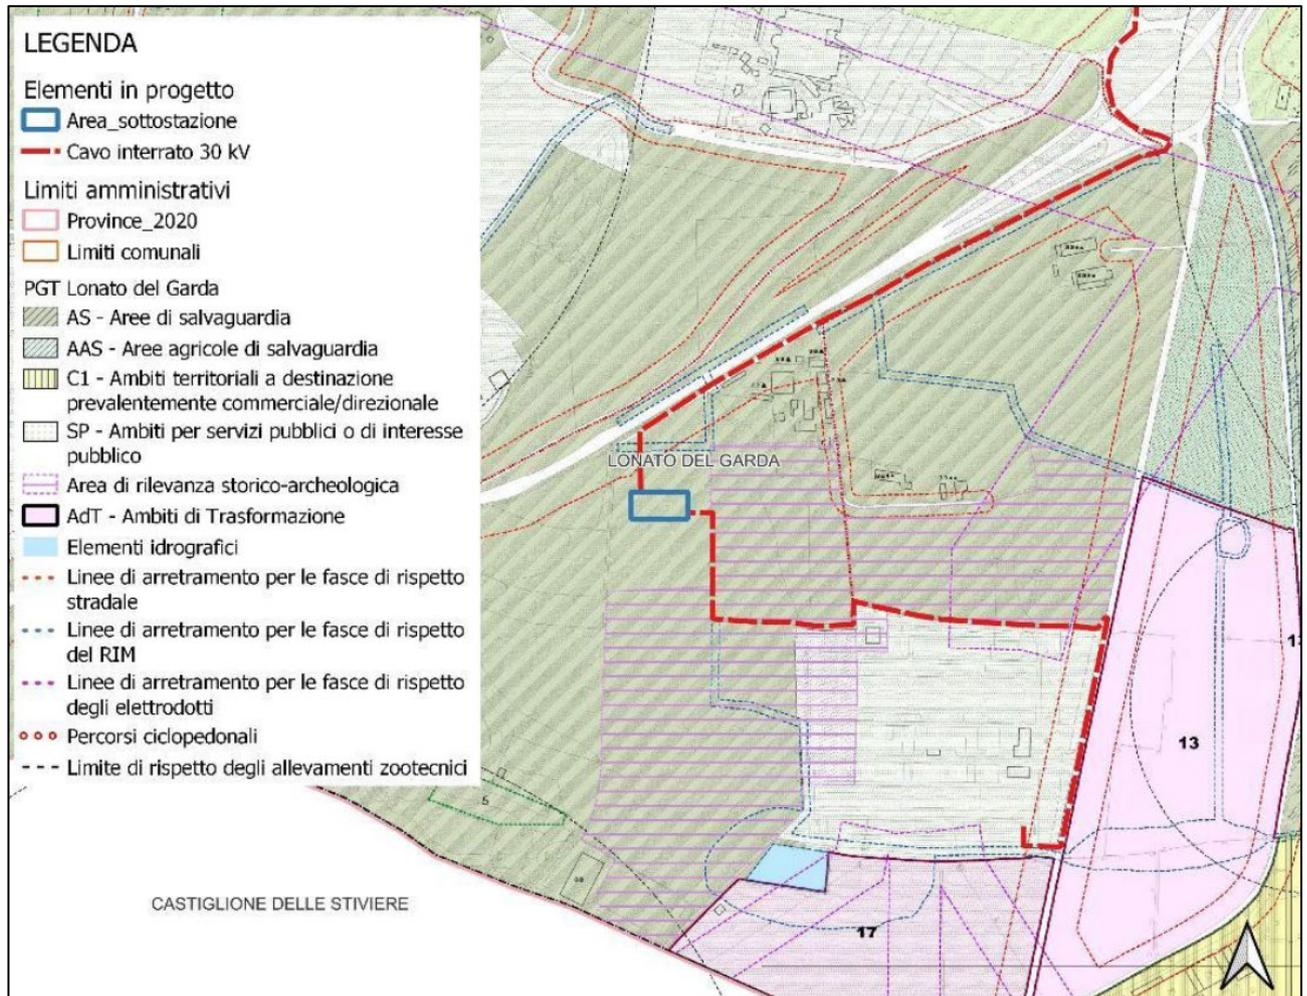 LEGENDA
Elementi in progetto
Area_sottostazione
Cavo interrato 30 kV
Limiti amministrativi
Province_2020
Limiti comunali
PGT Lonato del Garda
AS - Aree di salvaguardia
AAS - Aree agricole di salvaguardia
C1 - Ambiti territoriali a destinazione
prevalentemente commerciale/direzionale
SP - Ambiti per servizi pubblici o di interesse
pubblico
Area di rilevanza storico-archeologica
AdT - Ambiti di Trasformazione
Elementi idrografici
Linee di arretramento per le fasce di rispetto
stradale
Linee di arretramento per le fasce di rispetto
del RIM
Linee di arretramento per le fasce di rispetto
degli elettrodotti
Percorsi ciclopedonali
Limite di rispetto degli allevamenti zootecnici
LONATO DEL GARDA
13
5
CASTIGLIONE DELLE STIVIERE
17